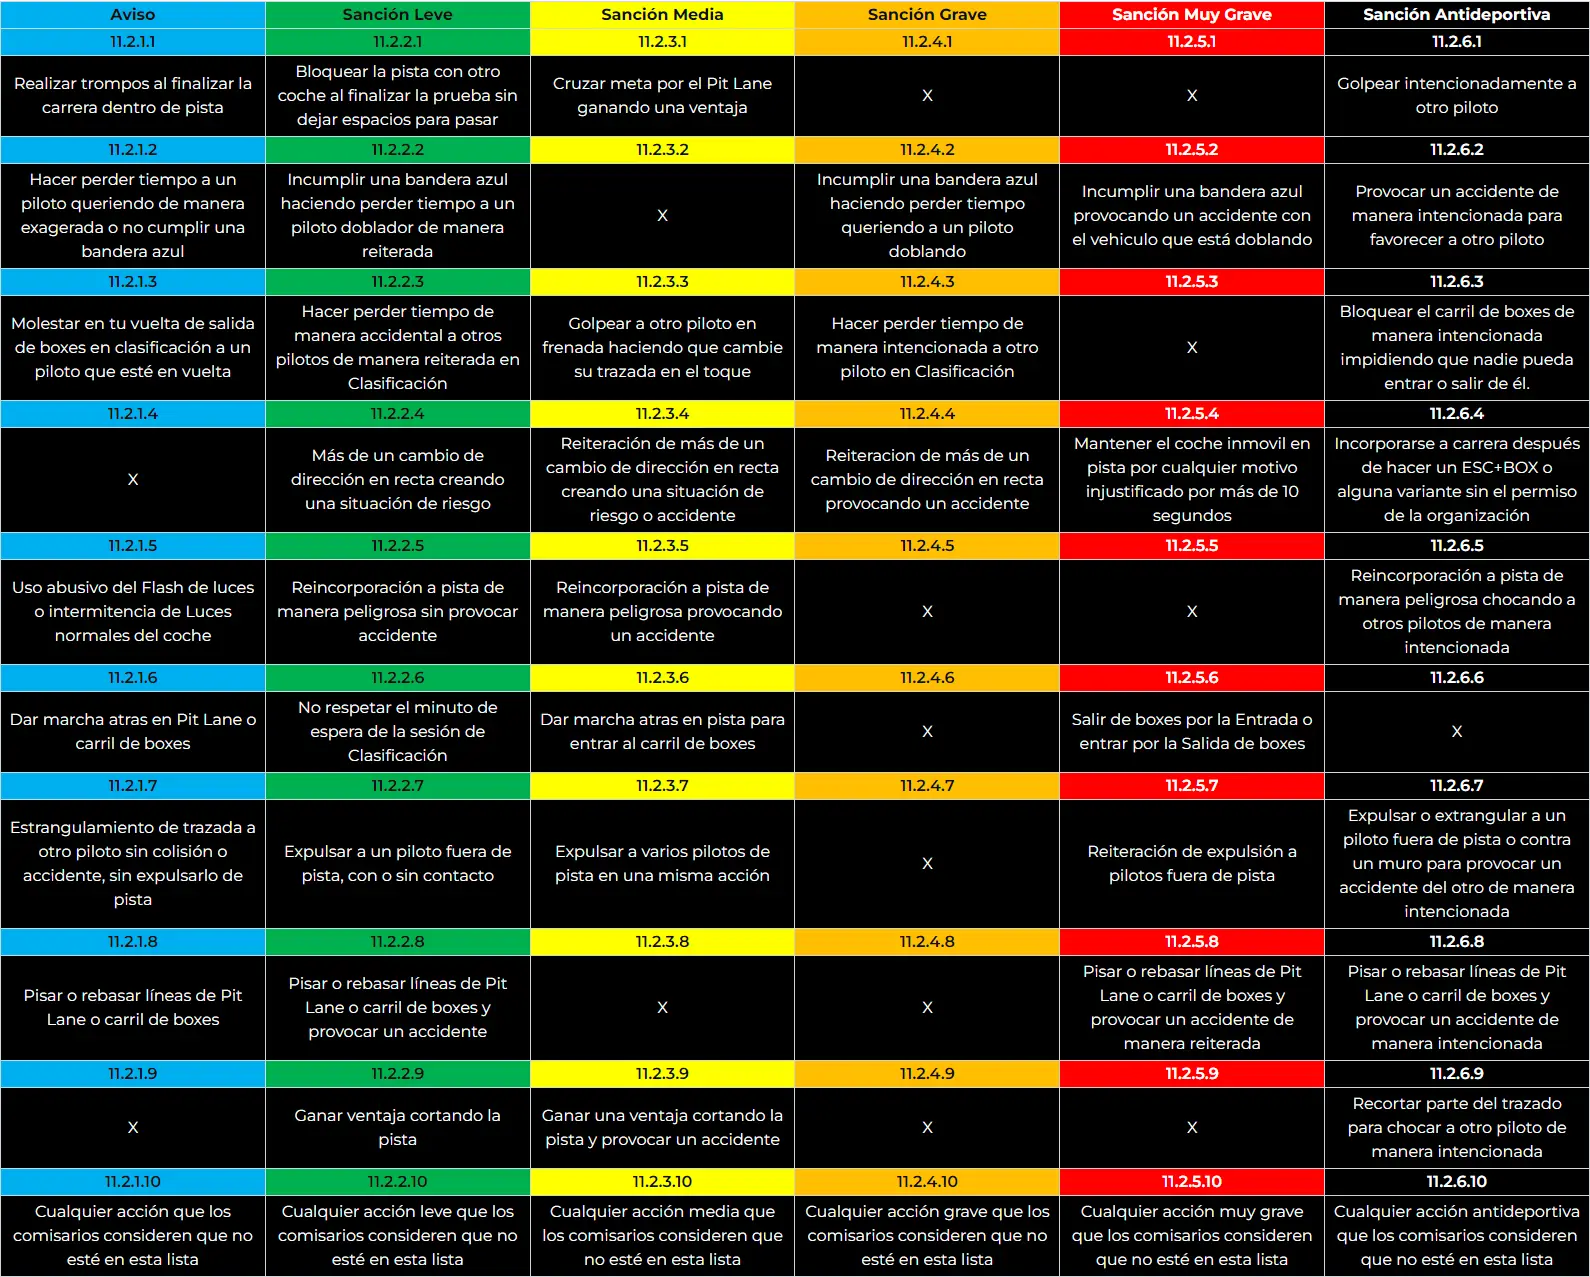 Aviso
Sanción Leve
Sanción Media
Sanción Grave
Sanción Muy Grave
Sanción Antideportiva
11.2.1.1
11.2.2.1
11.2.3.1
11.2.4.1
11.2.5.1
11.2.6.1
Realizar trompos al finalizar la
carrera dentro de pista
Bloquear la pista con otro
coche al finalizar la prueba sin
dejar espacios para pasar
Cruzar meta por el Pit Lane
ganando una ventaja
X
X
Golpear intencionadamente a
otro piloto
11.2.1.2
11.2.2.2
11.2.3.2
11.2.4.2
11.2.5.2
11.2.6.2
Hacer perder tiempo a un
piloto queriendo de manera
exagerada o no cumplir una
bandera azul
Incumplir una bandera azul
haciendo perder tiempo a un
piloto doblador de manera
reiterada
X
Incumplir una bandera azul
haciendo perder tiempo
queriendo a un piloto
doblando
Incumplir una bandera azul
provocando un accidente con
el vehiculo que está doblando
Provocar un accidente de
manera intencionada para
favorecer a otro piloto
11.2.1.3
11.2.2.3
11.2.3.3
11.2.4.3
11.2.5.3
11.2.6.3
Molestar en tu vuelta de salida
de boxes en clasificación a un
piloto que esté en vuelta
Hacer perder tiempo de
manera accidental a otros
pilotos de manera reiterada en
Clasificación
Golpear a otro piloto en
frenada haciendo que cambie
su trazada en el toque
Hacer perder tiempo de
manera intencionada a otro
piloto en Clasificación
X
Bloquear el carril de boxes de
manera intencionada
impidiendo que nadie pueda
entrar o salir de él.
11.2.1.4
11.2.2.4
11.2.3.4
11.2.4.4
11.2.5.4
11.2.6.4
X
Más de un cambio de
dirección en recta creando
una situación de riesgo
Reiteración de más de un
cambio de dirección en recta
creando una situación de
riesgo o accidente
Reiteracion de más de un
cambio de dirección en recta
provocando un accidente
Mantener el coche inmovil en
pista por cualquier motivo
injustificado por más de 10
segundos
Incorporarse a carrera después
de hacer un ESC+BOX o
alguna variante sin el permiso
de la organización
11.2.1.5
11.2.2.5
11.2.3.5
11.2.4.5
11.2.5.5
11.2.6.5
Uso abusivo del Flash de luces
o intermitencia de Luces
normales del coche
Reincorporación a pista de
manera peligrosa sin provocar
accidente
Reincorporación a pista de
manera peligrosa provocando
un accidente
X
X
Reincorporación a pista de
manera peligrosa chocando a
otros pilotos de manera
intencionada
11.2.1.6
11.2.2.6
11.2.3.6
11.2.4.6
11.2.5.6
11.2.6.6
Dar marcha atras en Pit Lane o
carril de boxes
No respetar el minuto de
espera de la sesión de
Clasificación
Dar marcha atras en pista para
entrar al carril de boxes
X
Salir de boxes por la Entrada o
entrar por la Salida de boxes
X
11.2.1.7
11.2.2.7
11.2.3.7
11.2.4.7
11.2.5.7
11.2.6.7
Estrangulamiento de trazada a
otro piloto sin colisión o
accidente, sin expulsarlo de
pista
Expulsar a un piloto fuera de
pista, con o sin contacto
Expulsar a varios pilotos de
pista en una misma acción
X
Reiteración de expulsión a
pilotos fuera de pista
Expulsar o extrangular a un
piloto fuera de pista o contra
un muro para provocar un
accidente del otro de manera
intencionada
11.2.1.8
11.2.2.8
11.2.3.8
11.2.4.8
11.2.5.8
11.2.6.8
Pisar o rebasar líneas de Pit
Lane o carril de boxes
Pisar o rebasar líneas de Pit
Lane o carril de boxes y
provocar un accidente
X
X
Pisar o rebasar líneas de Pit
Lane o carril de boxes y
provocar un accidente de
manera reiterada
Pisar o rebasar líneas de Pit
Lane o carril de boxes y
provocar un accidente de
manera intencionada
11.2.1.9
11.2.2.9
11.2.3.9
11.2.4.9
11.2.5.9
11.2.6.9
X
Ganar ventaja cortando la
pista
Ganar una ventaja cortando la
pista y provocar un accidente
X
X
Recortar parte del trazado
para chocar a otro piloto de
manera intencionada
11.2.1.10
11.2.2.10
11.2.3.10
11.2.4.10
11.2.5.10
11.2.6.10
Cualquier acción que los
comisarios consideren que no
esté en esta lista
Cualquier acción leve que los
comisarios consideren que no
esté en esta lista
Cualquier acción media que
los comisarios consideren que
no esté en esta lista
Cualquier acción grave que los
comisarios consideren que no
esté en esta lista
Cualquier acción muy grave
que los comisarios consideren
que no esté en esta lista
Cualquier acción antideportiva
que los comisarios consideren
que no esté en esta lista